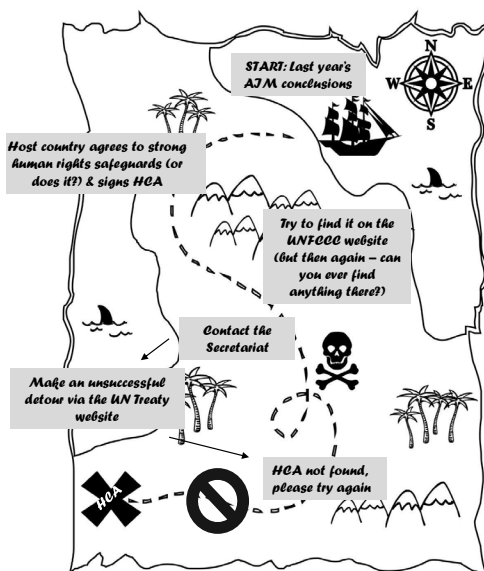 N
W E
S
START: Last year's
AIM conclusions
Host country agrees to strong
human rights safeguards (or
does it?) & signs HCA
Try to find it on the
UNFCCC website
(but then again – can
you ever find
anything there?)
Contact the
Secretariat
Make an unsuccessful
detour via the UN Treaty
website
HCA not found,
please try again
HCA